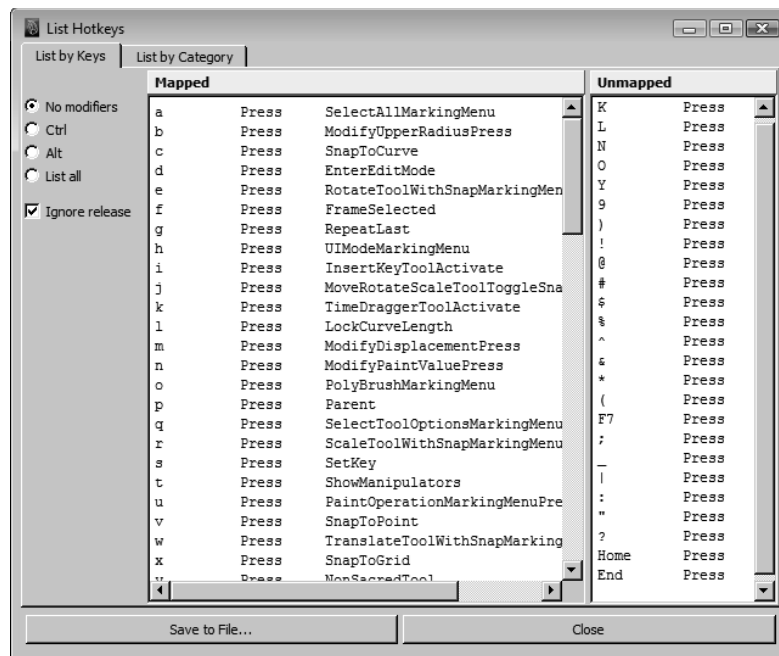 List Hotkeys
List by Keys List by Category
Mapped Unmapped
No modifiers
Ctrl
Alt
List all
Ignore release
a Press SelectAllMarkingMenu
b Press ModifyUpperRadiusPress
c Press SnapToCurve
d Press EnterEditMode
e Press RotateToolWithSnapMarkingMen
f Press FrameSelected
g Press RepeatLast
h Press UIModeMarkingMenu
i Press InsertKeyToolActivate
j Press MoveRotateScaleToolToggleSna
k Press TimeDraggerToolActivate
l Press LockCurveLength
m Press ModifyDisplacementPress
n Press ModifyPaintValuePress
o Press PolyBrushMarkingMenu
p Press Parent
q Press SelectToolOptionsMarkingMenu
r Press ScaleToolWithSnapMarkingMenu
s Press SetKey
t Press ShowManipulators
u Press PaintOperationMarkingMenuPre
v Press SnapToPoint
w Press TranslateToolWithSnapMarking
x Press SnapToGrid
y Press NonSacredTool
K Press
L Press
N Press
O Press
Y Press
9 Press
) Press
! Press
@ Press
# Press
$ Press
% Press
^ Press
& Press
* Press
( Press
F7 Press
; Press
_ Press
| Press
: Press
" Press
? Press
Home Press
End Press
Save to File... Close